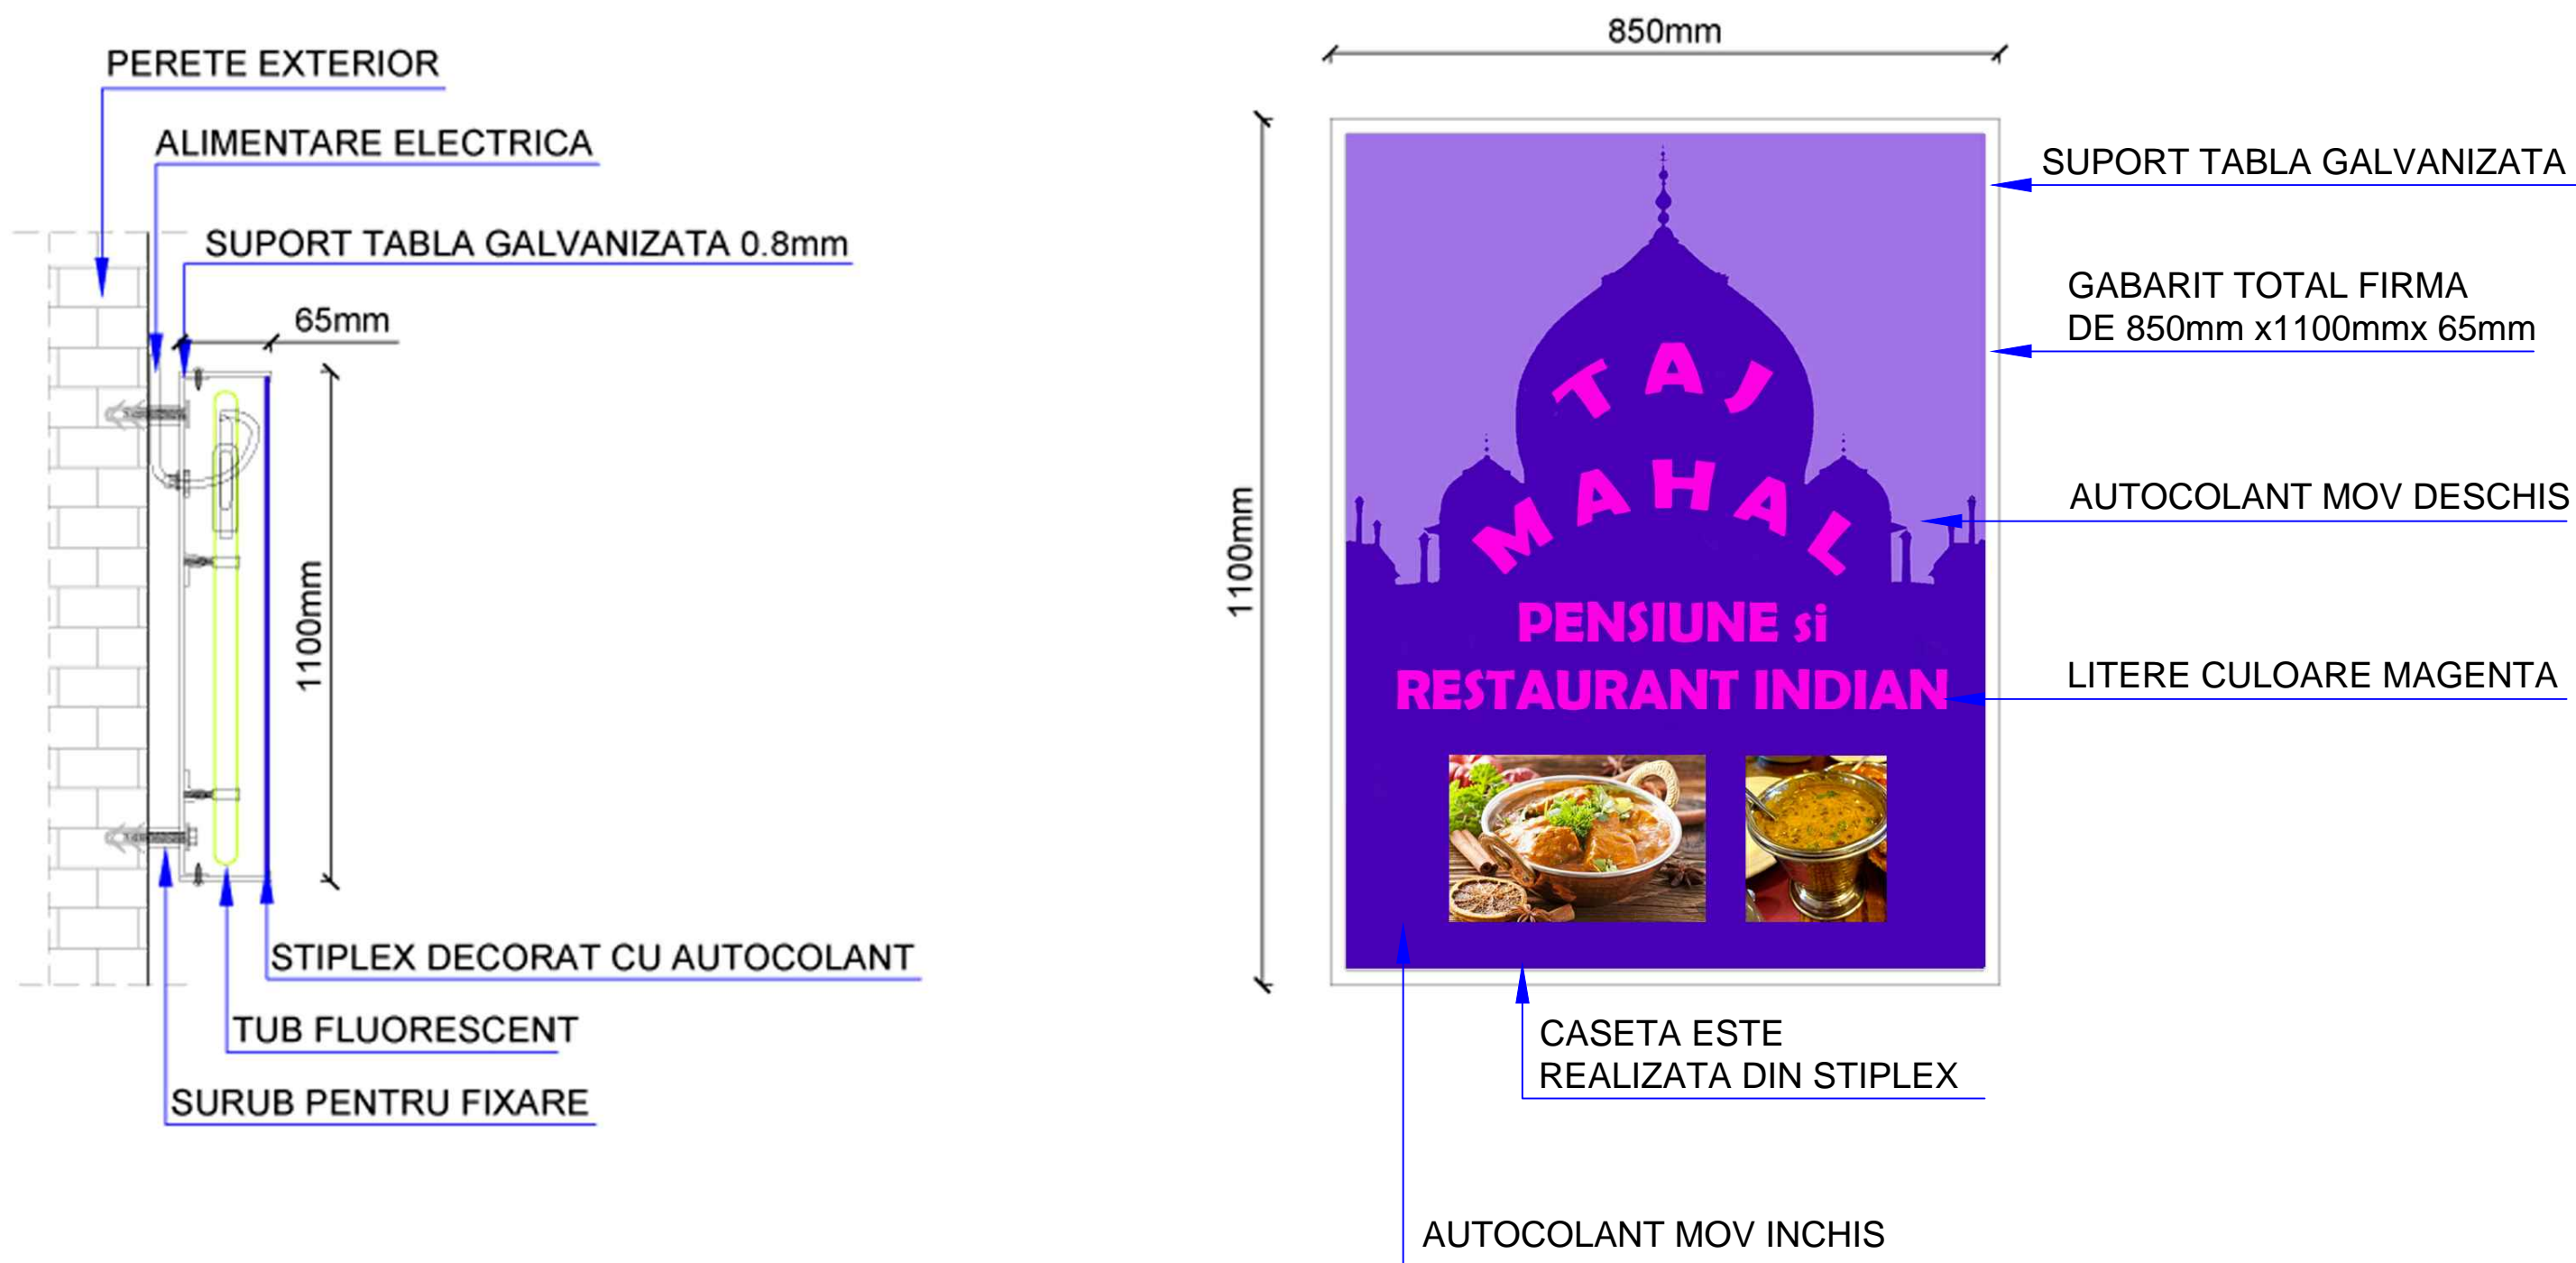 PERETE EXTERIOR
ALIMENTARE ELECTRICA
SUPORT TABLA GALVANIZATA 0.8mm
65mm
1100mm
STIPLEX DECORAT CU AUTOCOLANT
TUB FLUORESCENT
SURUB PENTRU FIXARE
850mm
1100mm
TAJ
MAHAL
PENSIUNE si
RESTAURANT INDIAN
SUPORT TABLA GALVANIZATA
GABARIT TOTAL FIRMA
DE 850mm x1100mmx 65mm
AUTOCOLANT MOV DESCHIS
LITERE CULOARE MAGENTA
CASETA ESTE
REALIZATA DIN STIPLEX
AUTOCOLANT MOV INCHIS